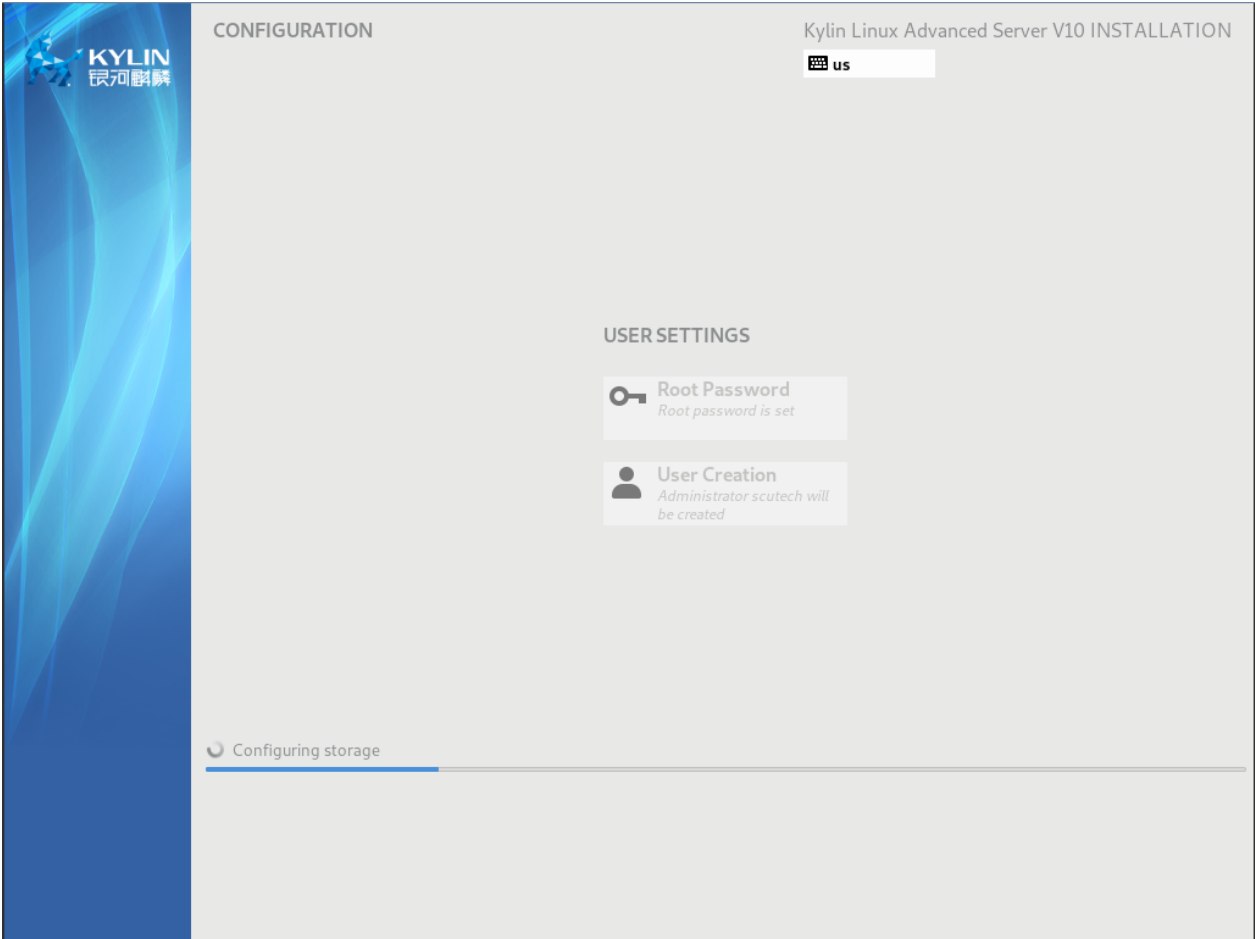 KYLIN
银河麒麟
CONFIGURATION
Kylin Linux Advanced Server V10 INSTALLATION
us
USER SETTINGS
Root Password
Root password is set
User Creation
Administrator scutech will
be created
Configuring storage